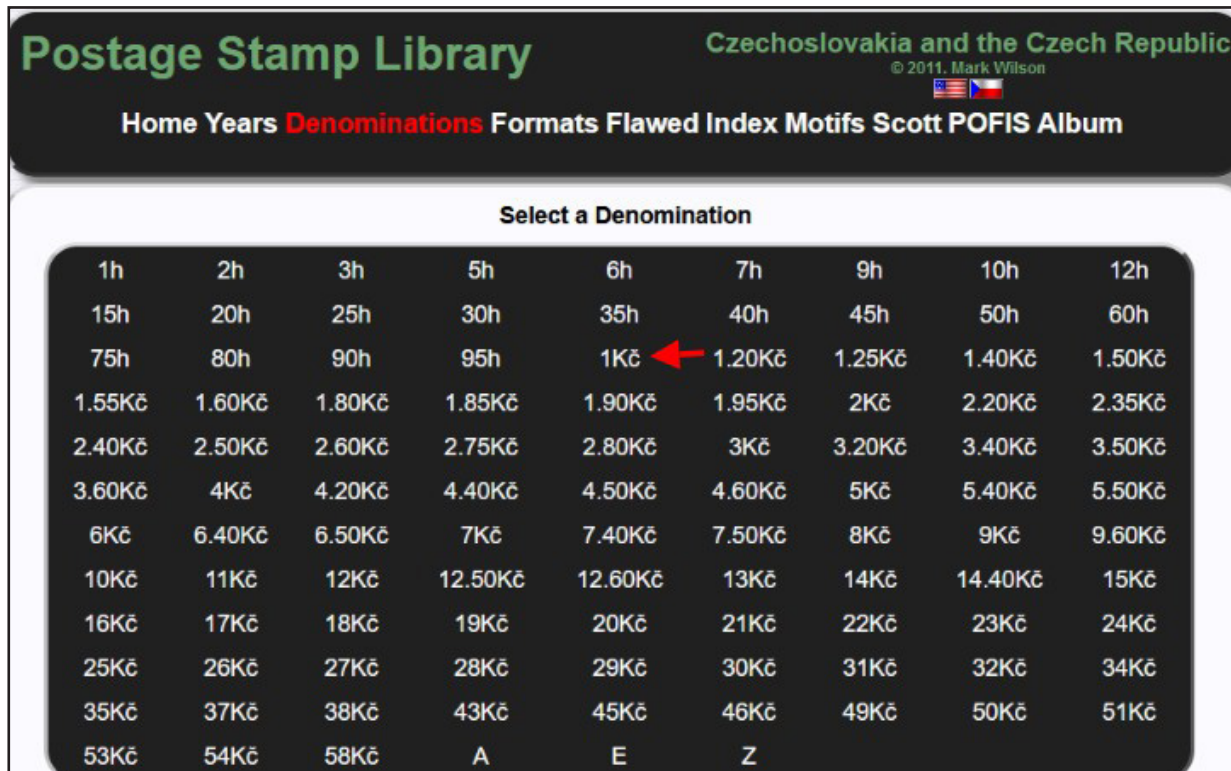 Postage Stamp Library
Czechoslovakia and the Czech Republic
© 2011. Mark Wilson
Home Years Denominations Formats Flawed Index Motifs Scott POFIS Album
Select a Denomination
1h 2h 3h 5h 6h 7h 9h 10h 12h
15h 20h 25h 30h 35h 40h 45h 50h 60h
75h 80h 90h 95h 1Kč 1.20Kč 1.25Kč 1.40Kč 1.50Kč
1.55Kč 1.60Kč 1.80Kč 1.85Kč 1.90Kč 1.95Kč 2Kč 2.20Kč 2.35Kč
2.40Kč 2.50Kč 2.60Kč 2.75Kč 2.80Kč 3Kč 3.20Kč 3.40Kč 3.50Kč
3.60Kč 4Kč 4.20Kč 4.40Kč 4.50Kč 4.60Kč 5Kč 5.40Kč 5.50Kč
6Kč 6.40Kč 6.50Kč 7Kč 7.40Kč 7.50Kč 8Kč 9Kč 9.60Kč
10Kč 11Kč 12Kč 12.50Kč 12.60Kč 13Kč 14Kč 14.40Kč 15Kč
16Kč 17Kč 18Kč 19Kč 20Kč 21Kč 22Kč 23Kč 24Kč
25Kč 26Kč 27Kč 28Kč 29Kč 30Kč 31Kč 32Kč 34Kč
35Kč 37Kč 38Kč 43Kč 45Kč 46Kč 49Kč 50Kč 51Kč
53Kč 54Kč 58Kč A E Z